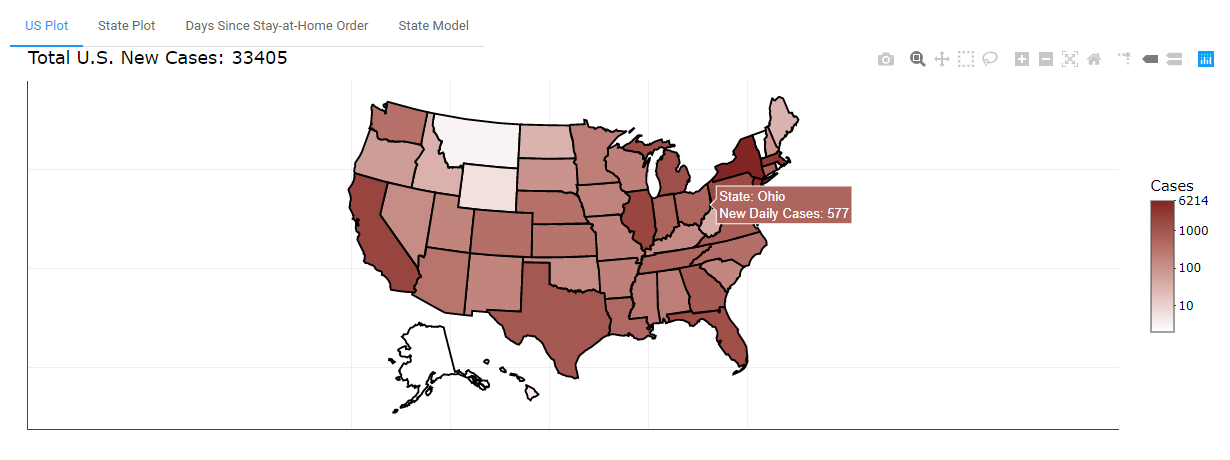 US Plot State Plot Days Since Stay-at-Home Order State Model
Total U.S. New Cases: 33405
State: Ohio
New Daily Cases: 577
Cases
6214
1000
100
10